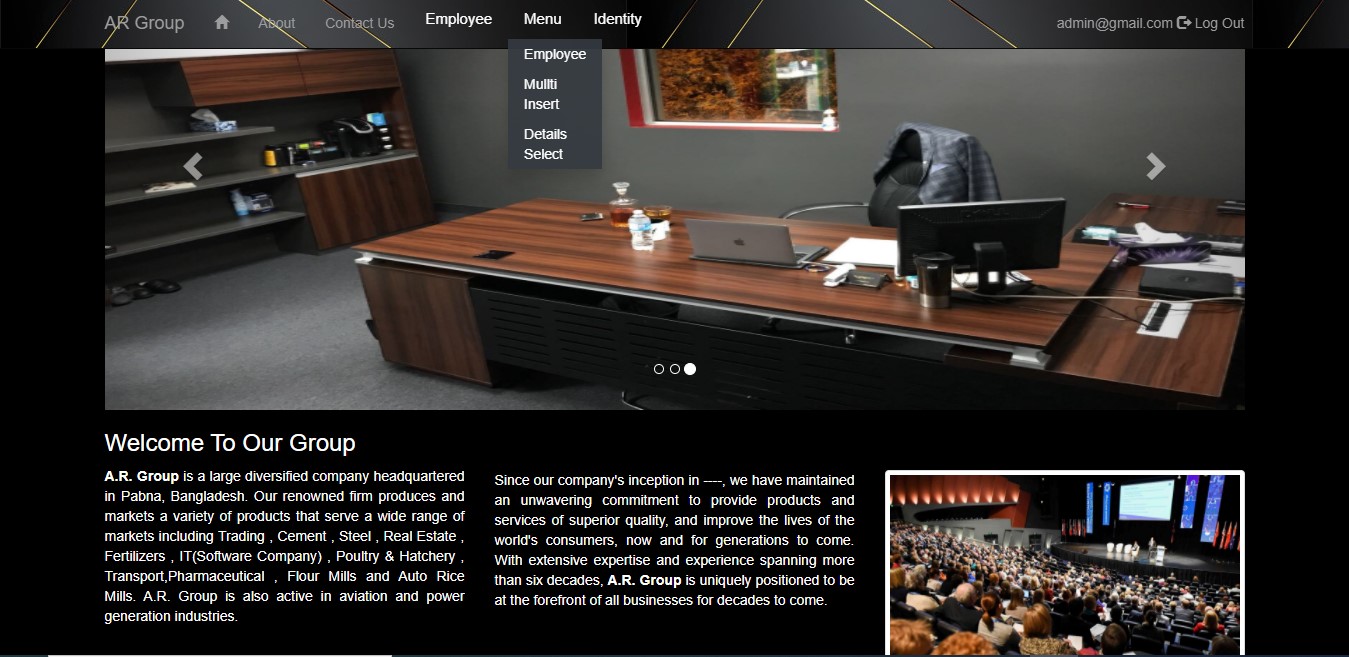 AR Group About Contact Us Employee Menu Identity admin@gmail.com Log Out
Employee
Mullti
Insert
Details
Select
Welcome To Our Group
A.R. Group is a large diversified company headquartered
in Pabna, Bangladesh. Our renowned firm produces and
markets a variety of products that serve a wide range of
markets including Trading , Cement , Steel , Real Estate ,
Fertilizers , IT(Software Company) , Poultry & Hatchery ,
Transport,Pharmaceutical , Flour Mills and Auto Rice
Mills. A.R. Group is also active in aviation and power
generation industries.
Since our company's inception in ----, we have maintained
an unwavering commitment to provide products and
services of superior quality, and improve the lives of the
world's consumers, now and for generations to come.
With extensive expertise and experience spanning more
than six decades, A.R. Group is uniquely positioned to be
at the forefront of all businesses for decades to come.